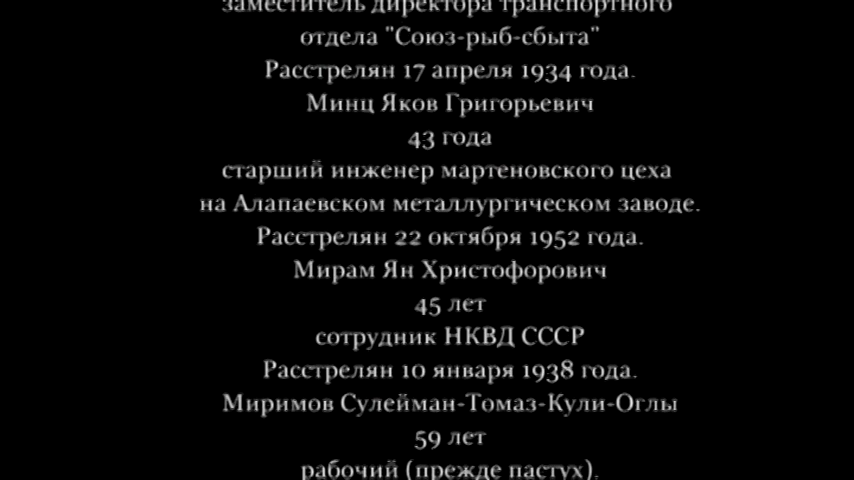 заместитель директора транспортного
отдела "Союз-рыб-сбыта"
Расстрелян 17 апреля 1934 года.
Минц Яков Григорьевич
43 года
старший инженер мартеновского цеха
на Алапаевском металлургическом заводе.
Расстрелян 22 октября 1952 года.
Мирам Ян Христофорович
45 лет
сотрудник НКВД СССР
Расстрелян 10 января 1938 года.
Миримов Сулейман-Томаз-Кули-Оглы
59 лет
рабочий (прежде пастух).